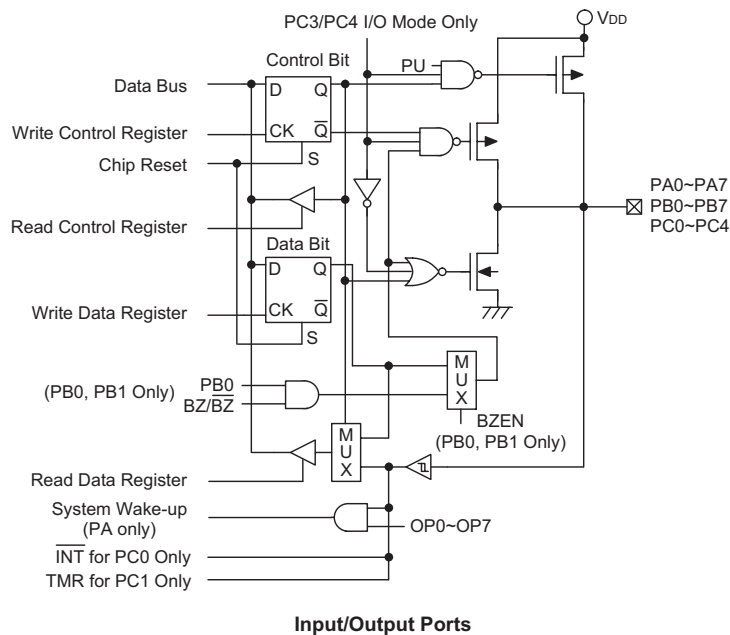 PC3/PC4 I/O Mode Only
VDD
Control Bit
PU
Data Bus
D
Q
Write Control Register
CK
Q̅
Chip Reset
S
PA0~PA7
PB0~PB7
PC0~PC4
Read Control Register
Data Bit
D
Q
Write Data Register
CK
Q̅
S
M
U
X
PB0
(PB0, PB1 Only)
BZ/B̅Z̅
BZEN
(PB0, PB1 Only)
M
U
X
Read Data Register
System Wake-up
(PA only)
OP0~OP7
I̅N̅T̅ for PC0 Only
TMR for PC1 Only
Input/Output Ports